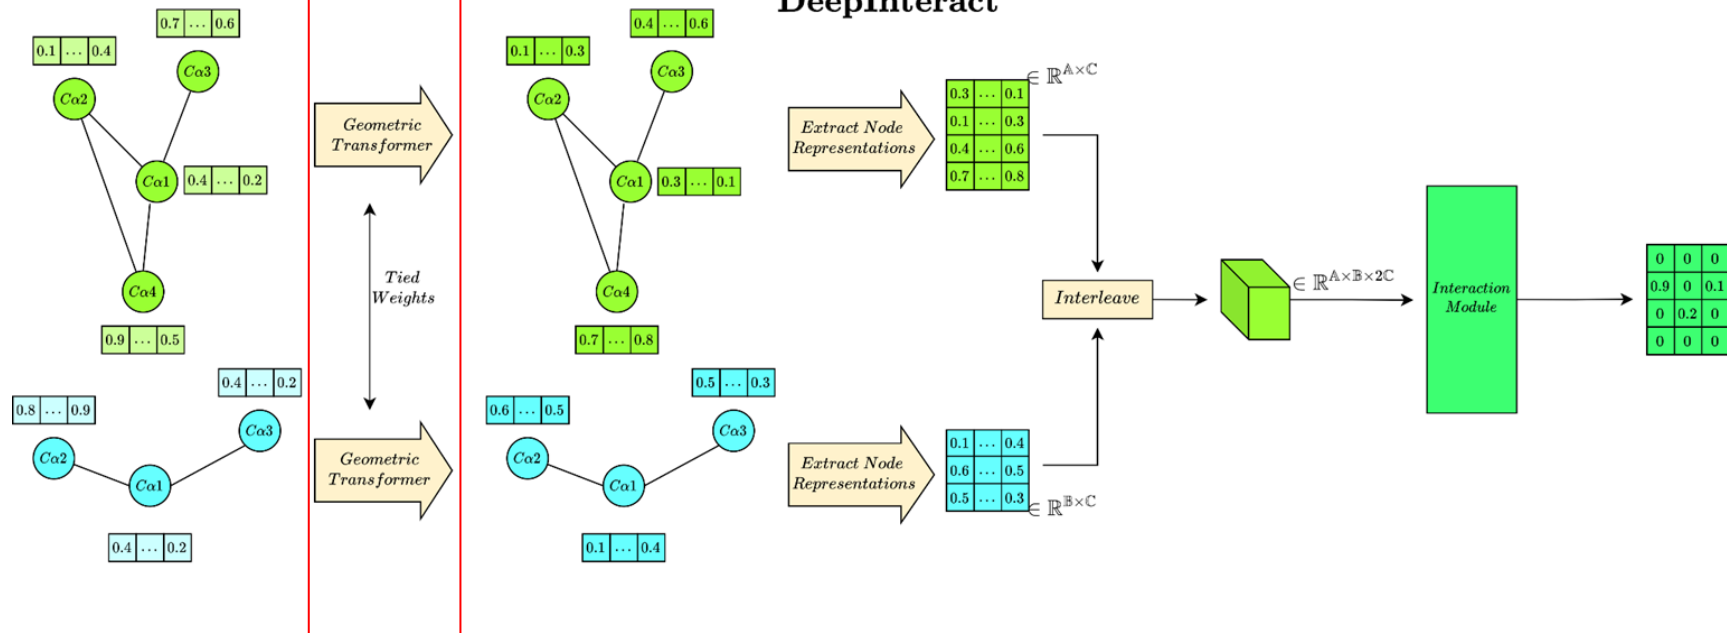 DeepInteract
0.7 ... 0.6
0.1 ... 0.4
Cα3
Cα2
Cα1
0.4 ... 0.2
Cα4
0.9 ... 0.5
0.4 ... 0.2
0.8 ... 0.9
Cα3
Cα2
Cα1
0.4 ... 0.2
Geometric
Transformer
Tied
Weights
Geometric
Transformer
0.4 ... 0.6
0.1 ... 0.3
Cα3
Cα2
Cα1
0.3 ... 0.1
Cα4
0.7 ... 0.8
0.5 ... 0.3
0.6 ... 0.5
Cα3
Cα2
Cα1
0.1 ... 0.4
Extract Node
Representations
0.3 ... 0.1
0.1 ... 0.3
0.4 ... 0.6
0.7 ... 0.8
∈ ℝ^𝔸×ℂ
Extract Node
Representations
0.1 ... 0.4
0.6 ... 0.5
0.5 ... 0.3
∈ ℝ^𝔹×ℂ
Interleave
∈ ℝ^𝔸×𝔹×2ℂ
Interaction
Module
0 0 0
0.9 0 0.1
0 0.2 0
0 0 0